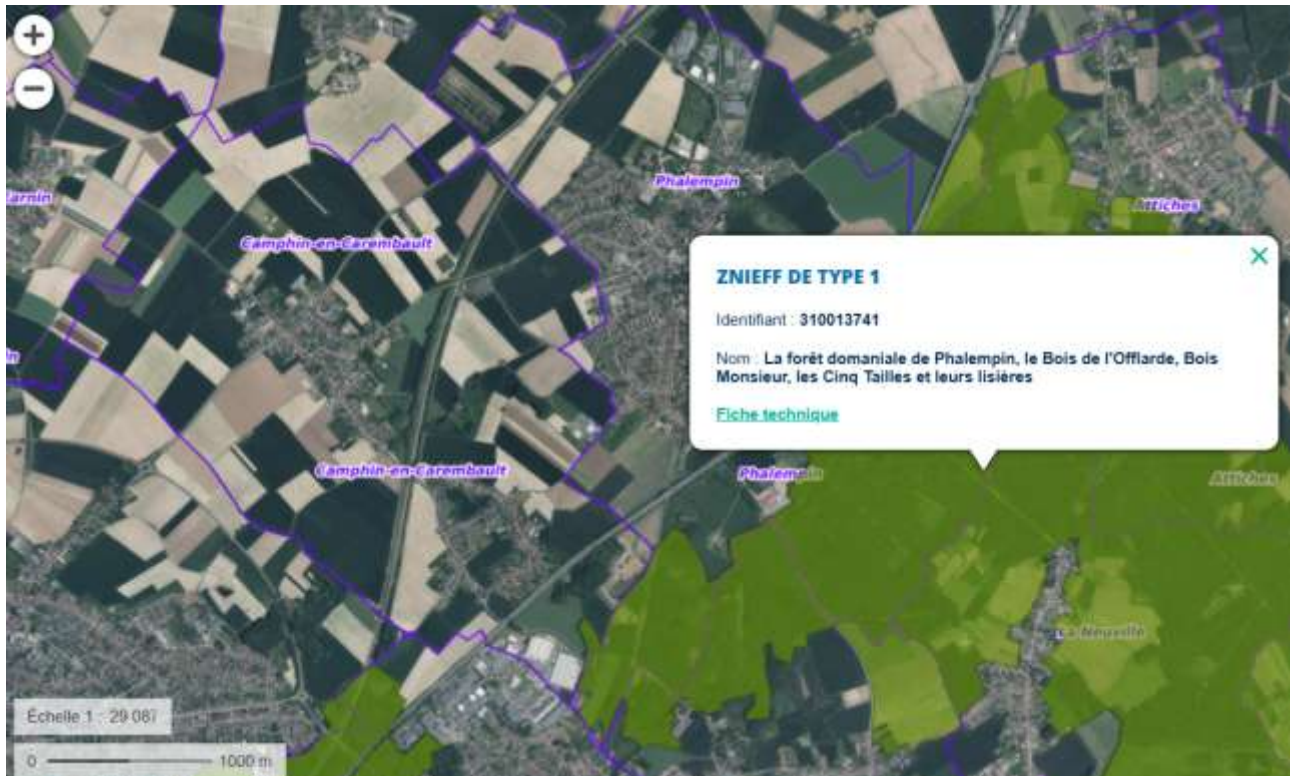 +
−
Phalempin
Carnin
Attiches
Camphin-en-Carembault
ZNIEFF DE TYPE 1
Identifiant : 310013741
Nom : La forêt domaniale de Phalempin, le Bois de l'Offlarde, Bois
Monsieur, les Cinq Tailles et leurs lisières
Fiche technique
Camphin-en-Carembault
Phalempin
Attiches
La Neuville
Échelle 1 : 29 087
0
1000 m